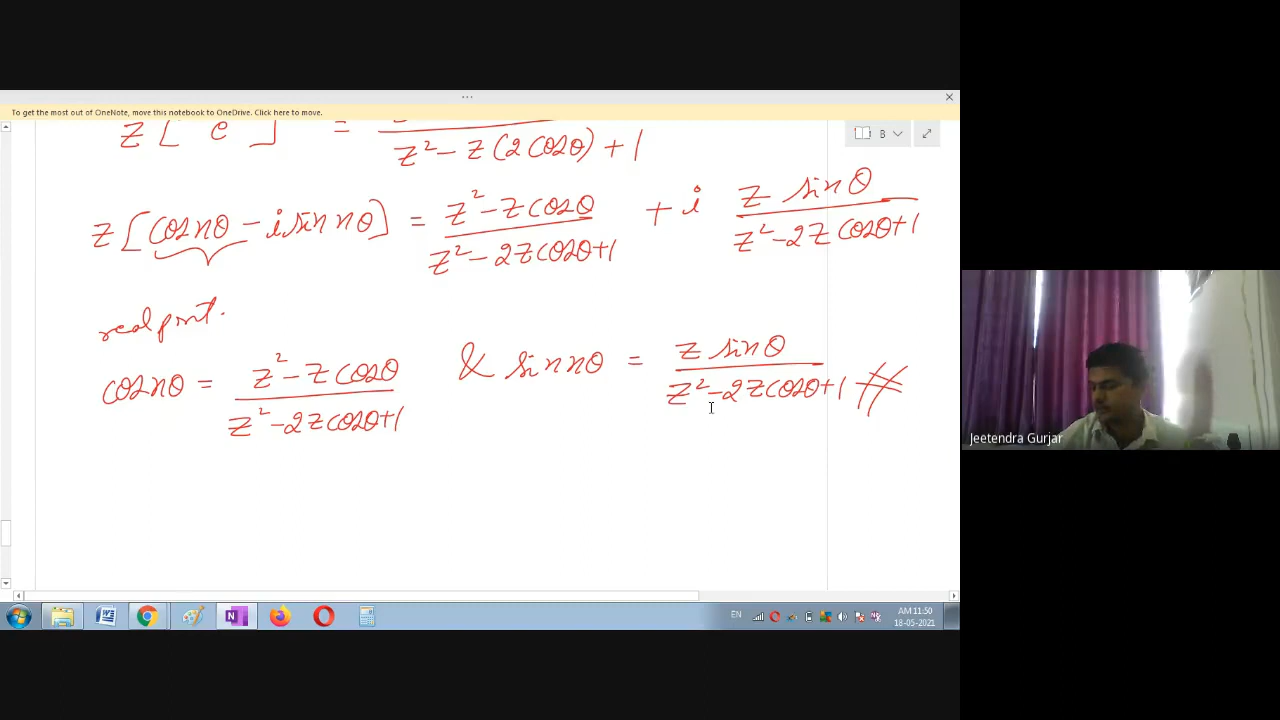 To get the most out of OneNote, move this notebook to OneDrive. Click here to move.
B
z [ e ] =
z² - z (2 cosθ) + 1
z [cos nθ - i sin nθ] = z² - z cosθ / z² - 2z cosθ+1 + i z sinθ / z² - 2z cosθ+1
real part.
cos nθ = z² - z cosθ / z² - 2z cosθ+1 & sin nθ = z sinθ / z² - 2z cosθ+1
Jeetendra Gurjar
EN
AM 11:50
18-05-2021